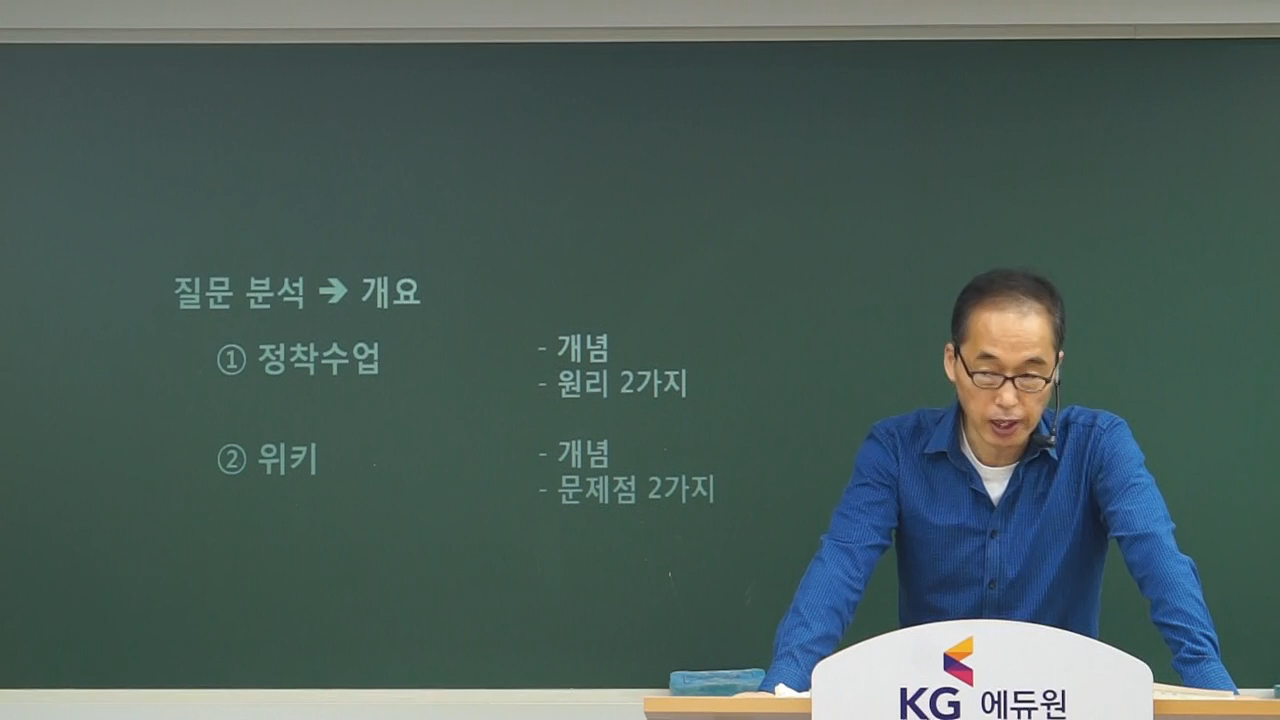 질문 분석 ➔ 개요
① 정착수업
- 개념
- 원리 2가지
② 위키
- 개념
- 문제점 2가지
KG 에듀원